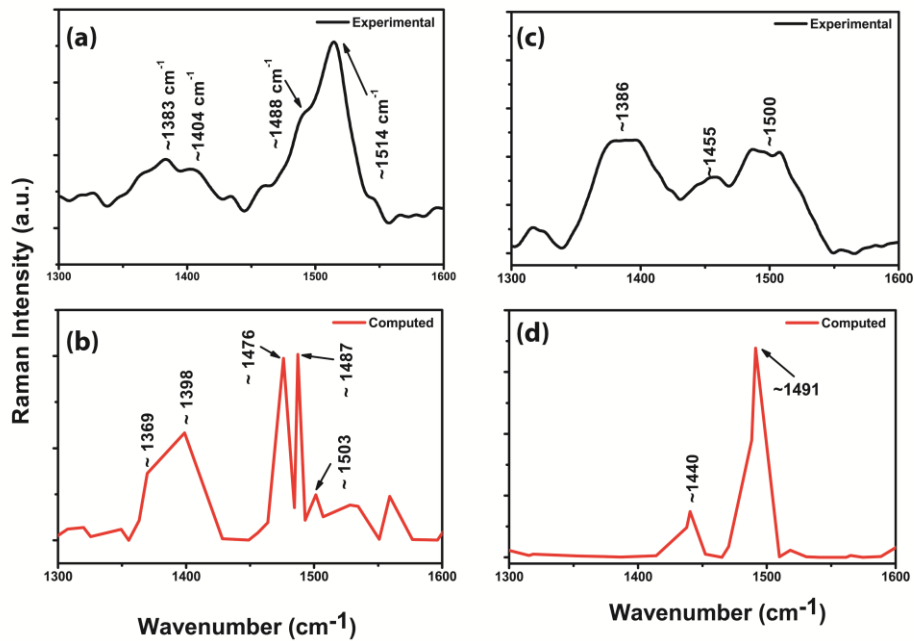 (a)
Experimental
~1383 cm-1
~1404 cm-1
~1488 cm-1
~1514 cm-1
1300
1400
1500
1600
(c)
Experimental
~1386
~1455
~1500
1300
1400
1500
1600
Raman Intensity (a.u.)
(b)
Computed
~ 1369
~ 1398
~ 1476
~ 1487
~ 1503
1300
1400
1500
1600
Wavenumber (cm-1)
(d)
Computed
~1440
~1491
1300
1400
1500
1600
Wavenumber (cm-1)